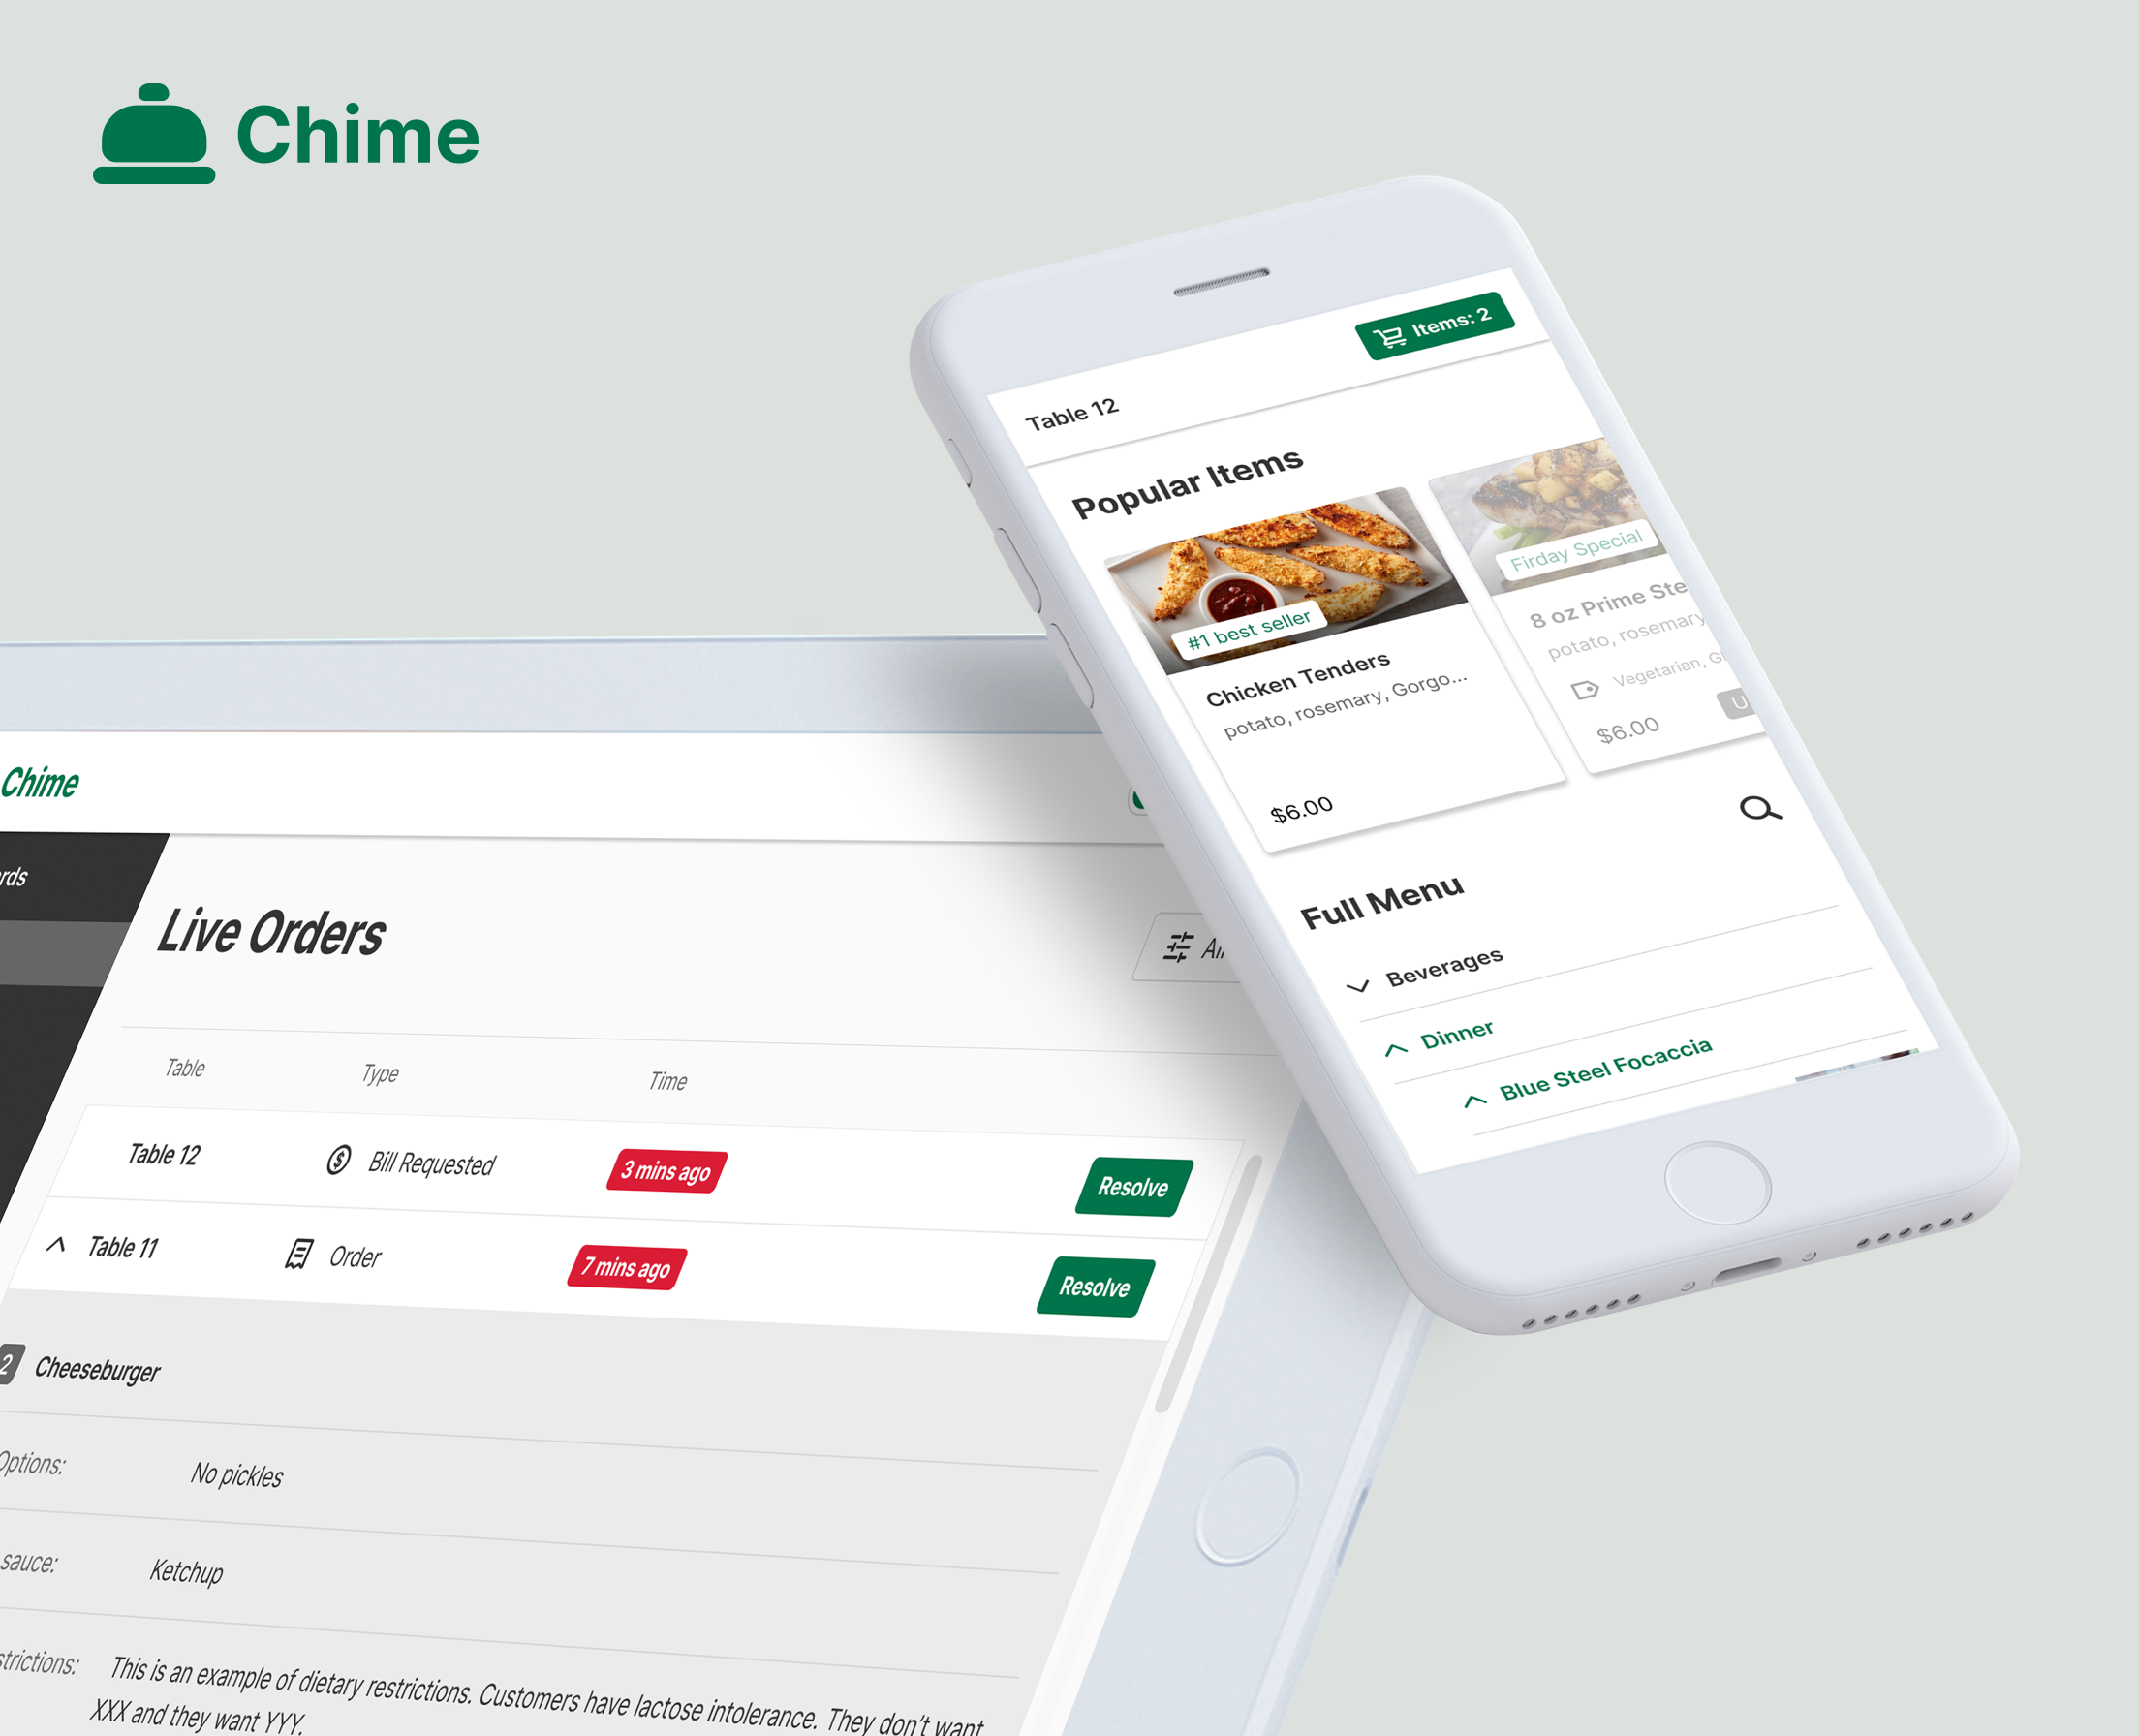 Chime
Table 12
Items: 2
Popular Items
#1 best seller
Chicken Tenders
potato, rosemary, Gorgo...
$6.00
Firday Special
8 oz Prime Ste
potato, rosemary
Vegetarian, G
$6.00
U
Full Menu
Beverages
Dinner
Blue Steel Focaccia
Chime
rds
Live Orders
All
Table Type Time
Table 12 Bill Requested 3 mins ago Resolve
Table 11 Order 7 mins ago Resolve
2 Cheeseburger
Options: No pickles
sauce: Ketchup
strictions: This is an example of dietary restrictions. Customers have lactose intolerance. They don't want
XXX and they want YYY.